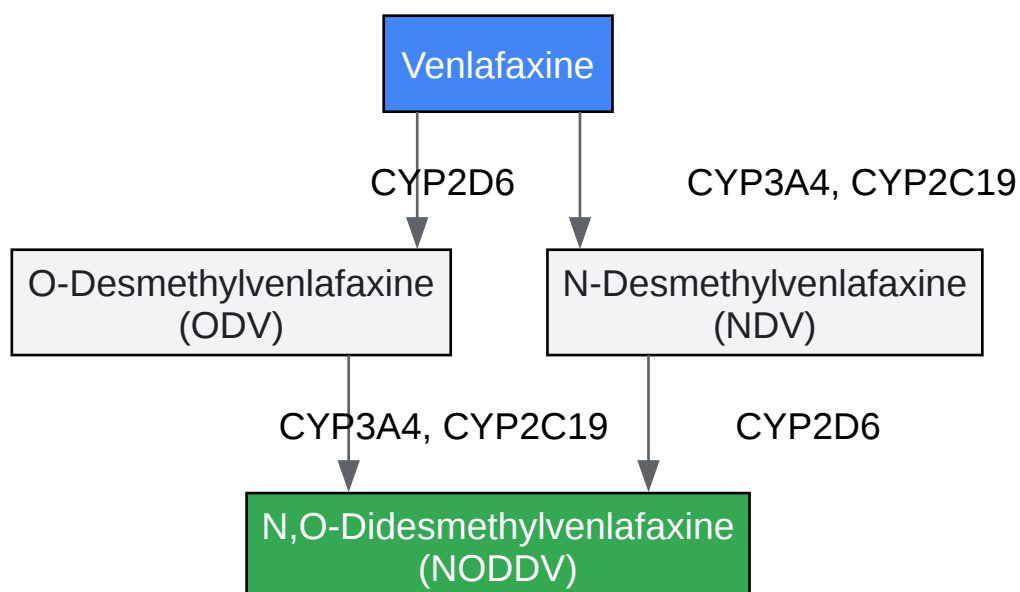 Venlafaxine
CYP2D6
CYP3A4, CYP2C19
O-Desmethylvenlafaxine
(ODV)
N-Desmethylvenlafaxine
(NDV)
CYP3A4, CYP2C19
CYP2D6
N,O-Didesmethylvenlafaxine
(NODDV)